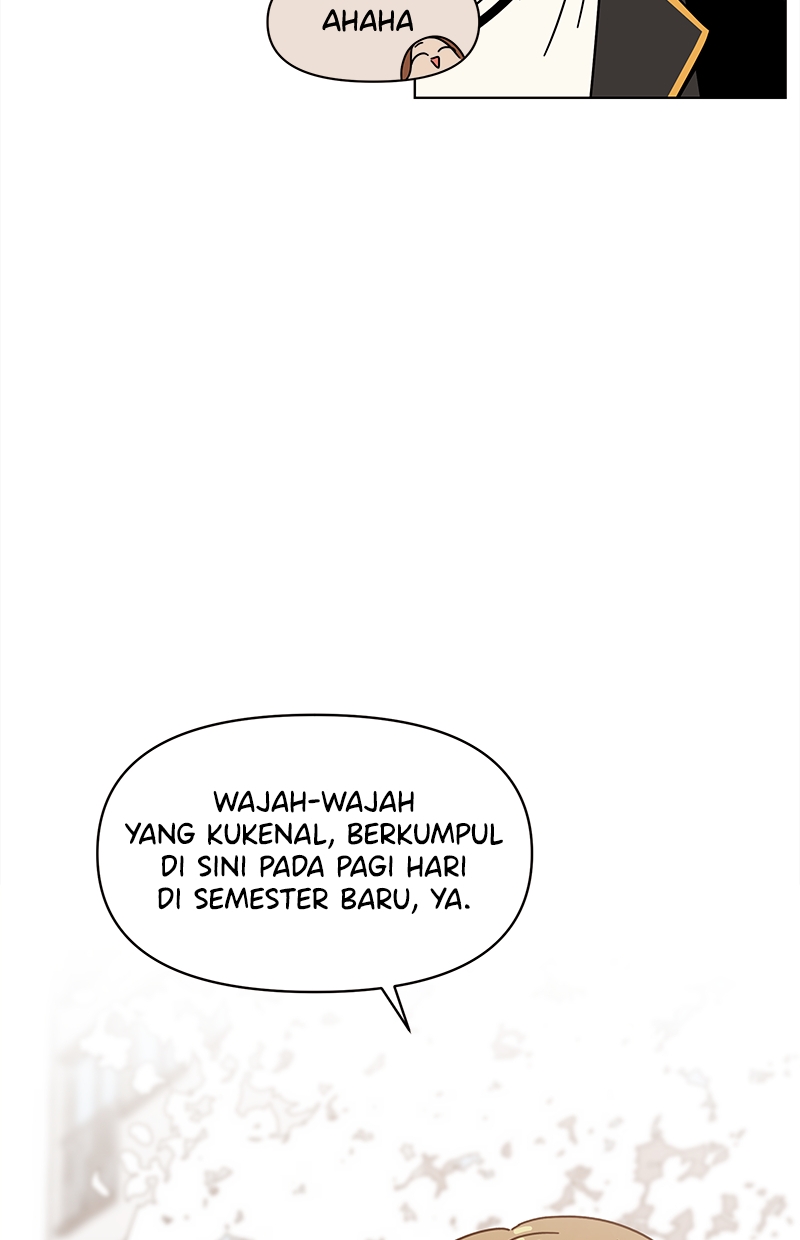 AHAHA
WAJAH-WAJAH
YANG KUKENAL, BERKUMPUL
DI SINI PADA PAGI HARI
DI SEMESTER BARU, YA.